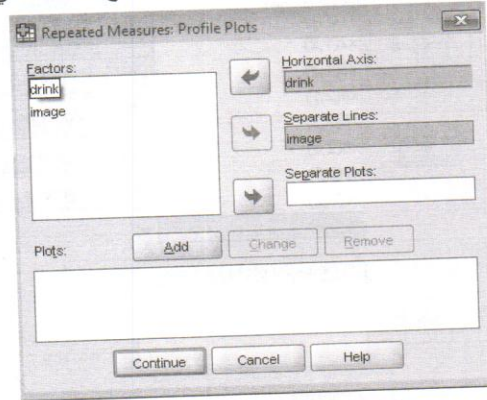 Repeated Measures: Profile Plots
Factors:
drink
image
Horizontal Axis:
drink
Separate Lines:
image
Separate Plots:
Plots:
Add
Change
Remove
Continue
Cancel
Help